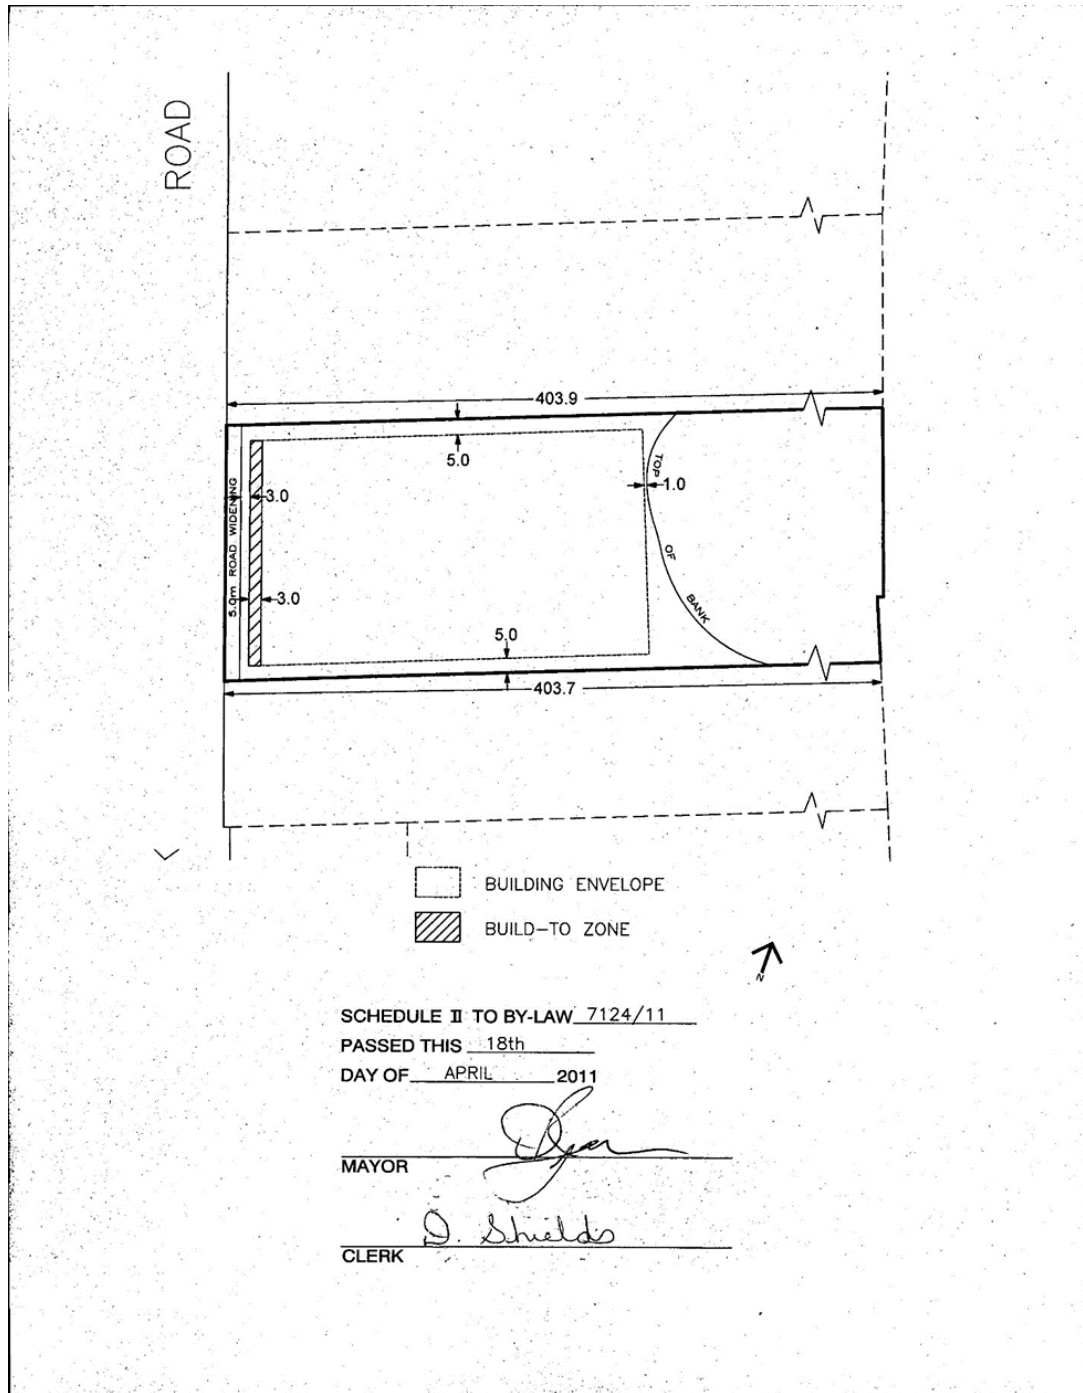 ROAD
403.9
5.0
TOP
1.0
3.0
5.0m ROAD WIDENING
OF
3.0
BANK
5.0
403.7
BUILDING ENVELOPE
BUILD-TO ZONE
N
SCHEDULE II TO BY-LAW 7124/11
PASSED THIS 18th
DAY OF APRIL 2011
MAYOR
D. Shields
CLERK